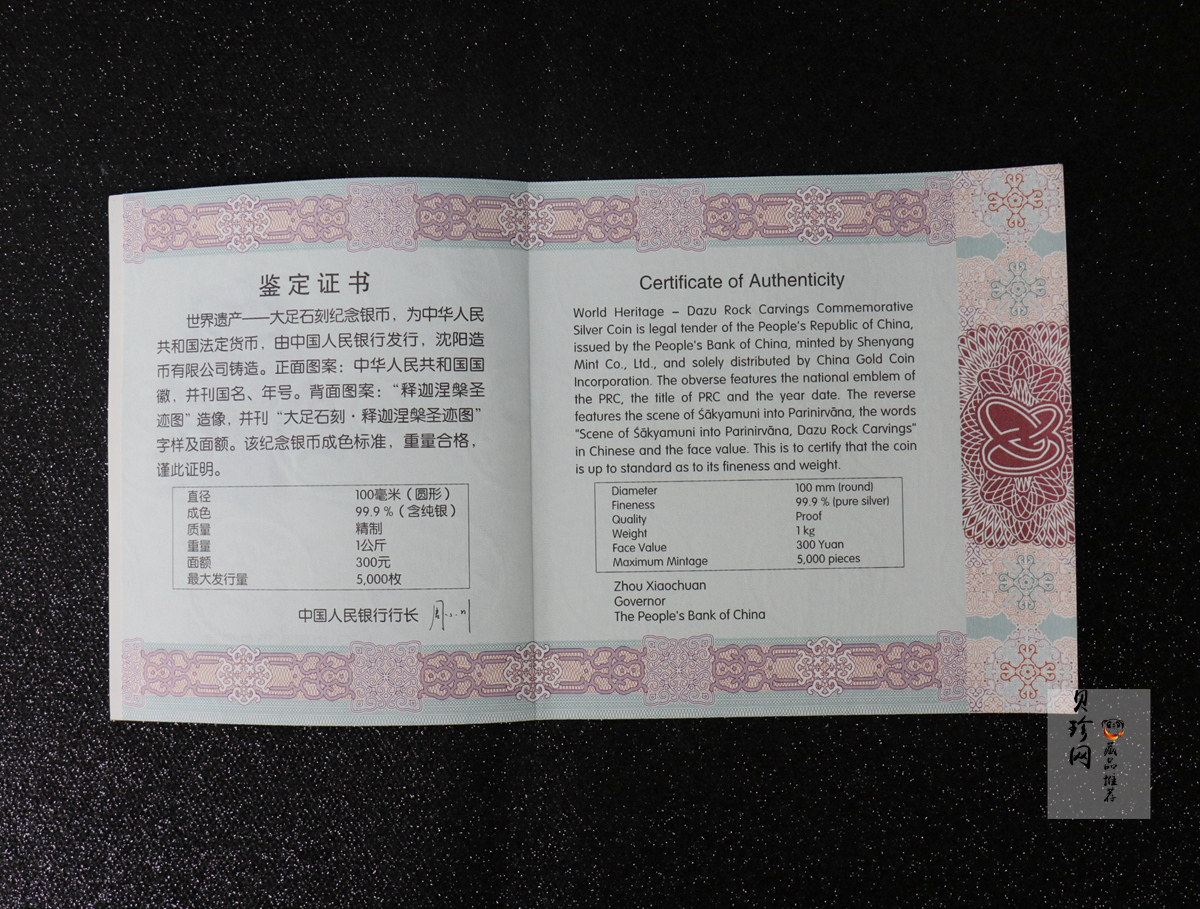 鉴定证书
世界遗产——大足石刻纪念银币，为中华人民
共和国法定货币，由中国人民银行发行，沈阳造
币有限公司铸造。正面图案：中华人民共和国国
徽，并刊国名、年号。背面图案：“释迦涅槃圣
迹图”造像，并刊“大足石刻·释迦涅槃圣迹图”
字样及面额。该纪念银币成色标准，重量合格，
谨此证明。
直径 100毫米（圆形）
成色 99.9％（含纯银）
质量 精制
重量 1公斤
面额 300元
最大发行量 5,000枚
中国人民银行行长
Certificate of Authenticity
World Heritage – Dazu Rock Carvings Commemorative
Silver Coin is legal tender of the People's Republic of China,
issued by the People's Bank of China, minted by Shenyang
Mint Co., Ltd., and solely distributed by China Gold Coin
Incorporation. The obverse features the national emblem of
the PRC, the title of PRC and the year date. The reverse
features the scene of Śākyamuni into Parinirvāna, the words
"Scene of Śākyamuni into Parinirvāna, Dazu Rock Carvings"
in Chinese and the face value. This is to certify that the coin
is up to standard as to its fineness and weight.
Diameter 100 mm (round)
Fineness 99.9 % (pure silver)
Quality Proof
Weight 1 kg
Face Value 300 Yuan
Maximum Mintage 5,000 pieces
Zhou Xiaochuan
Governor
The People's Bank of China
贝珍网
藏品推荐